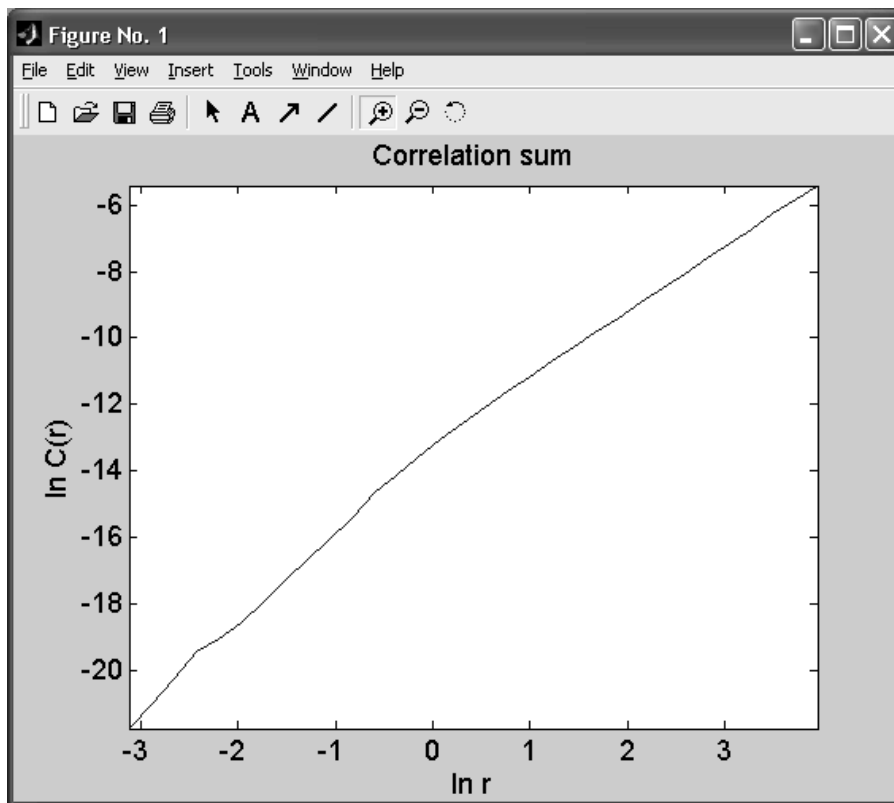 Figure No. 1
File Edit View Insert Tools Window Help
A
Correlation sum
-6
-8
-10
-12
-14
-16
-18
-20
ln C(r)
-3 -2 -1 0 1 2 3
ln r